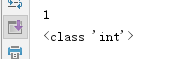 1
<class 'int'>